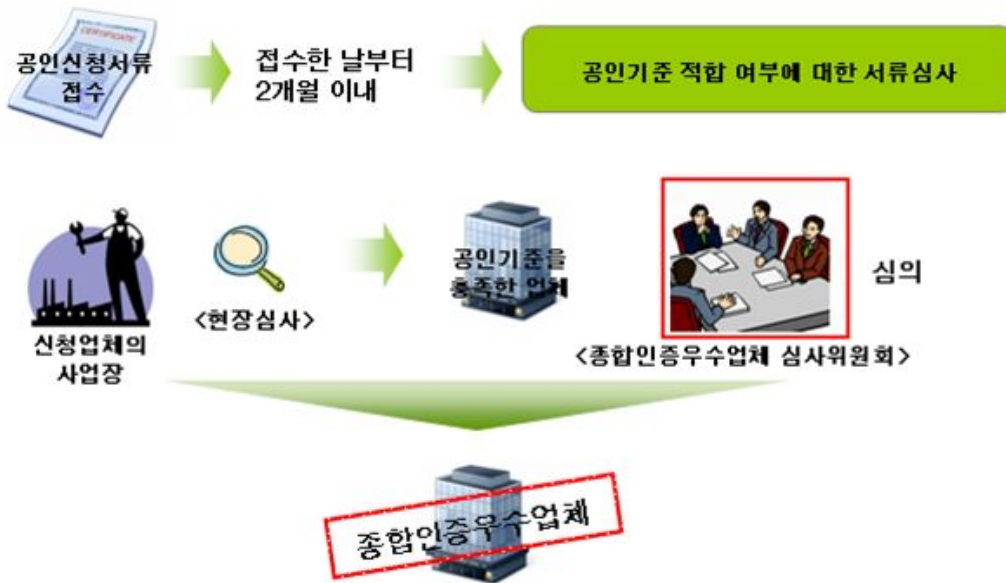 CERTIFICATE
공인신청서류
접수
접수한 날부터
2개월 이내
공인기준 적합 여부에 대한 서류심사
신청업체의
사업장
<현장심사>
공인기준을
충족한 업체
심의
<종합인증우수업체 심사위원회>
종합인증우수업체